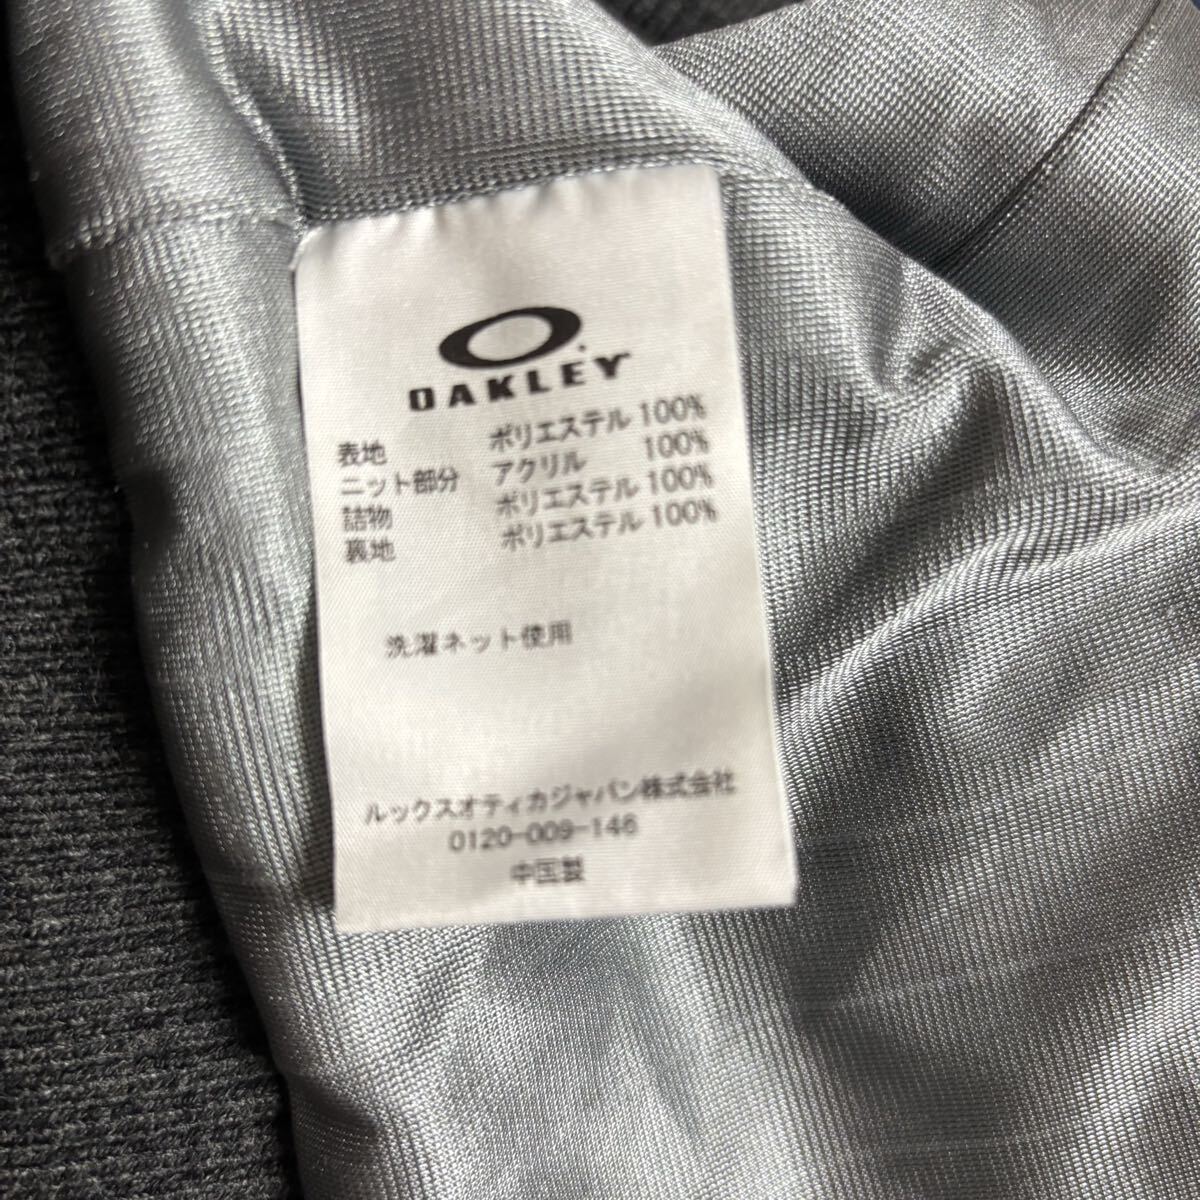 OAKLEY
表地 ポリエステル 100%
ニット部分 アクリル 100%
詰物 ポリエステル 100%
裏地 ポリエステル 100%
洗濯ネット使用
ルックスオティカジャパン株式会社
0120-009-146
中国製